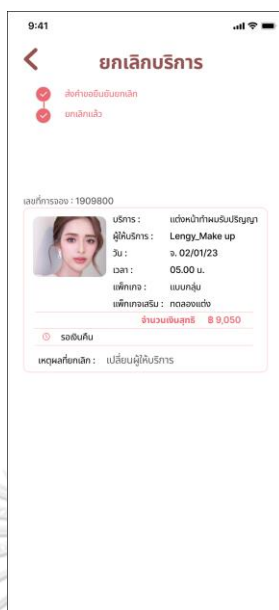 9:41
ยกเลิกบริการ
ส่งคำขอยืนยันยกเลิก
ยกเลิกแล้ว
เลขที่การจอง : 1909800
บริการ : แต่งหน้าทำผมรับปริญญา
ผู้ให้บริการ : Lengy_Make up
วัน : จ. 02/01/23
เวลา : 05.00 น.
แพ็กเกจ : แบบกลุ่ม
แพ็กเกจเสริม : ทดลองแต่ง
จำนวนเงินสุทธิ ฿ 9,050
รอเงินคืน
เหตุผลที่ยกเลิก : เปลี่ยนผู้ให้บริการ